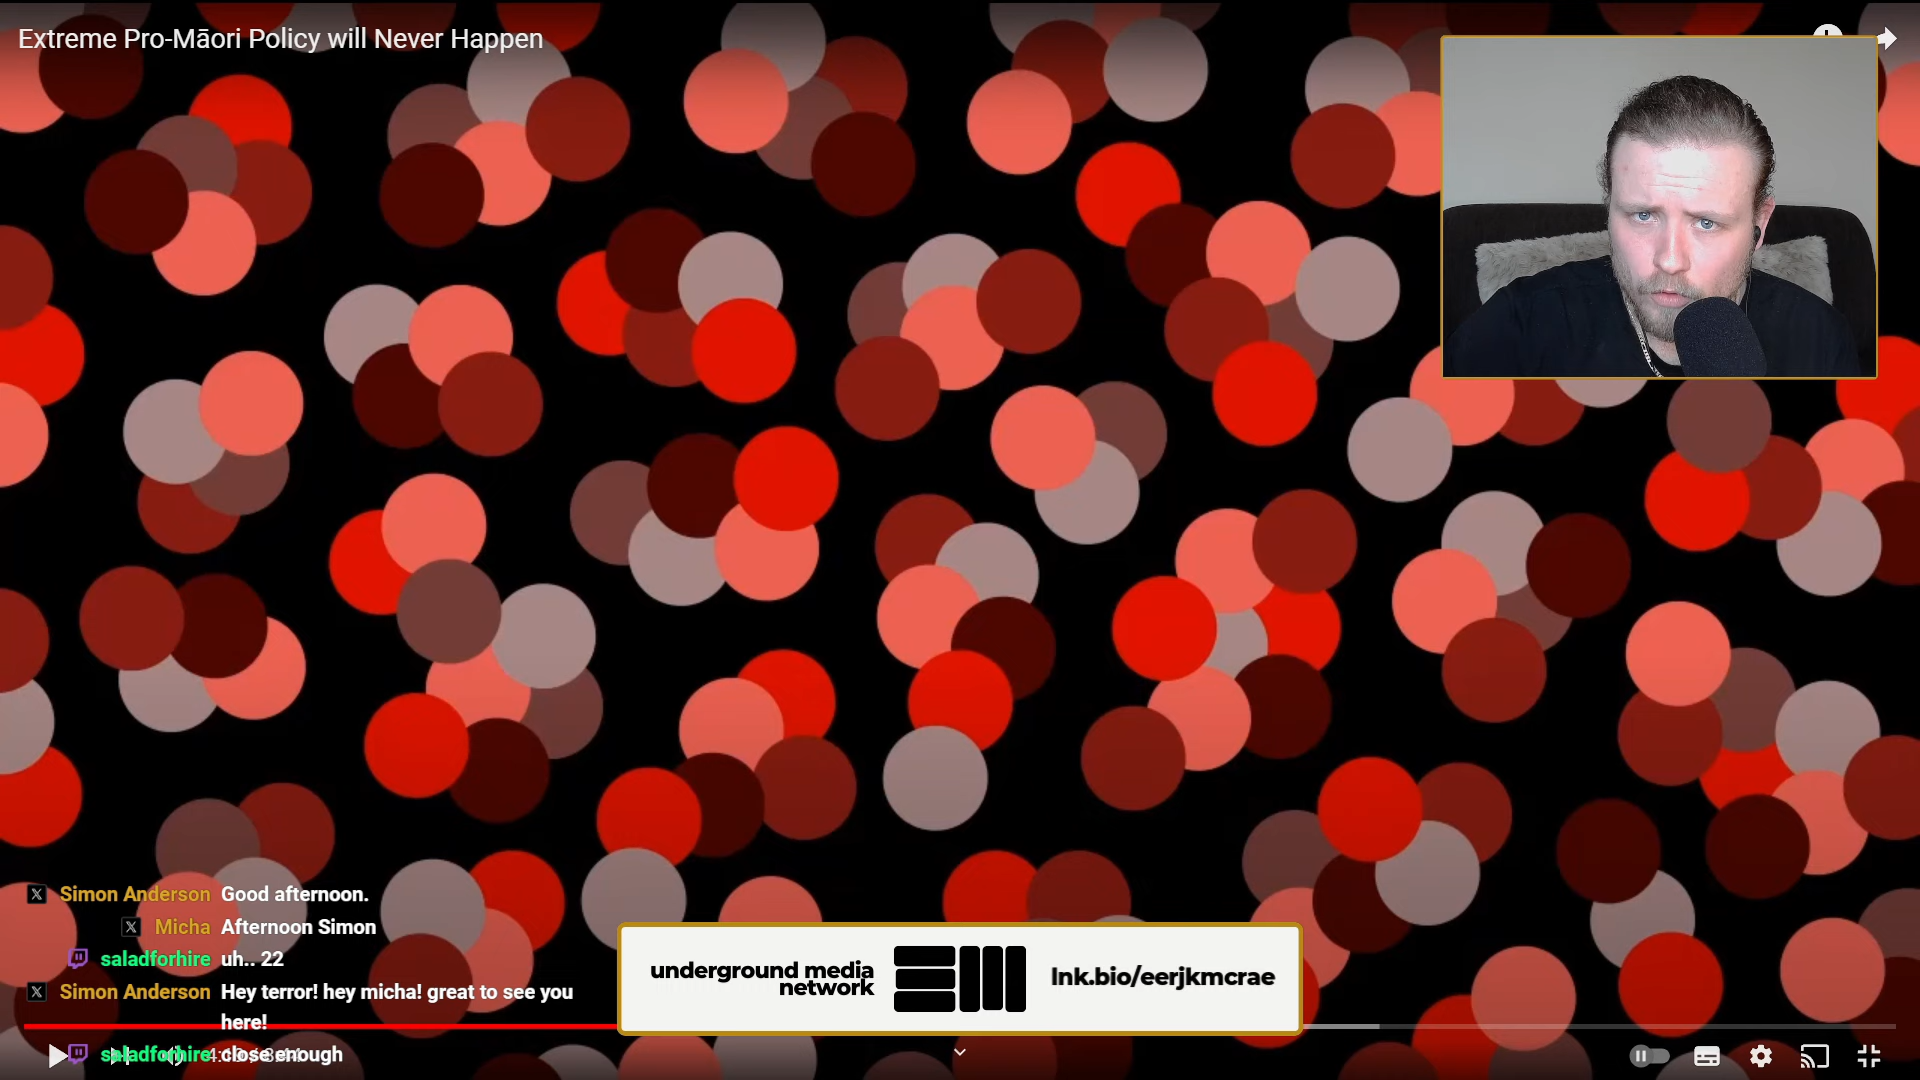 Extreme Pro-Māori Policy will Never Happen
Simon Anderson Good afternoon.
Micha Afternoon Simon
saladforhire uh.. 22
Simon Anderson Hey terror! hey micha! great to see you
here!
saladforhire close enough
underground media
network
lnk.bio/eerjkmcrae